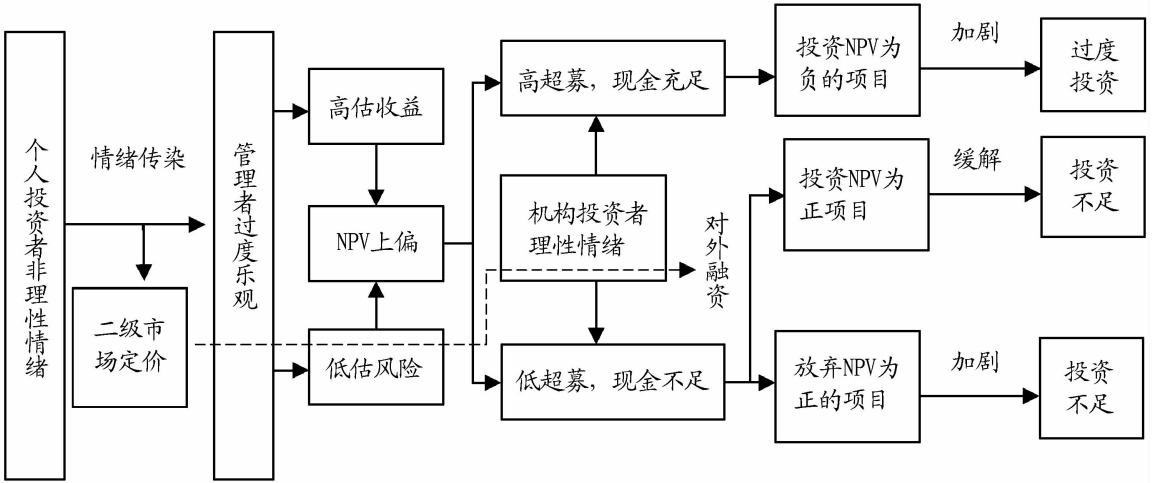 个人投资者非理性情绪
情绪传染
二级市
场定价
管理者过度乐观
高估收益
NPV上偏
低估风险
高超募，现金充足
机构投资者
理性情绪
低超募，现金不足
对外融资
投资NPV为
负的项目
加剧
过度
投资
投资NPV为
正项目
缓解
投资
不足
放弃NPV为
正的项目
加剧
投资
不足